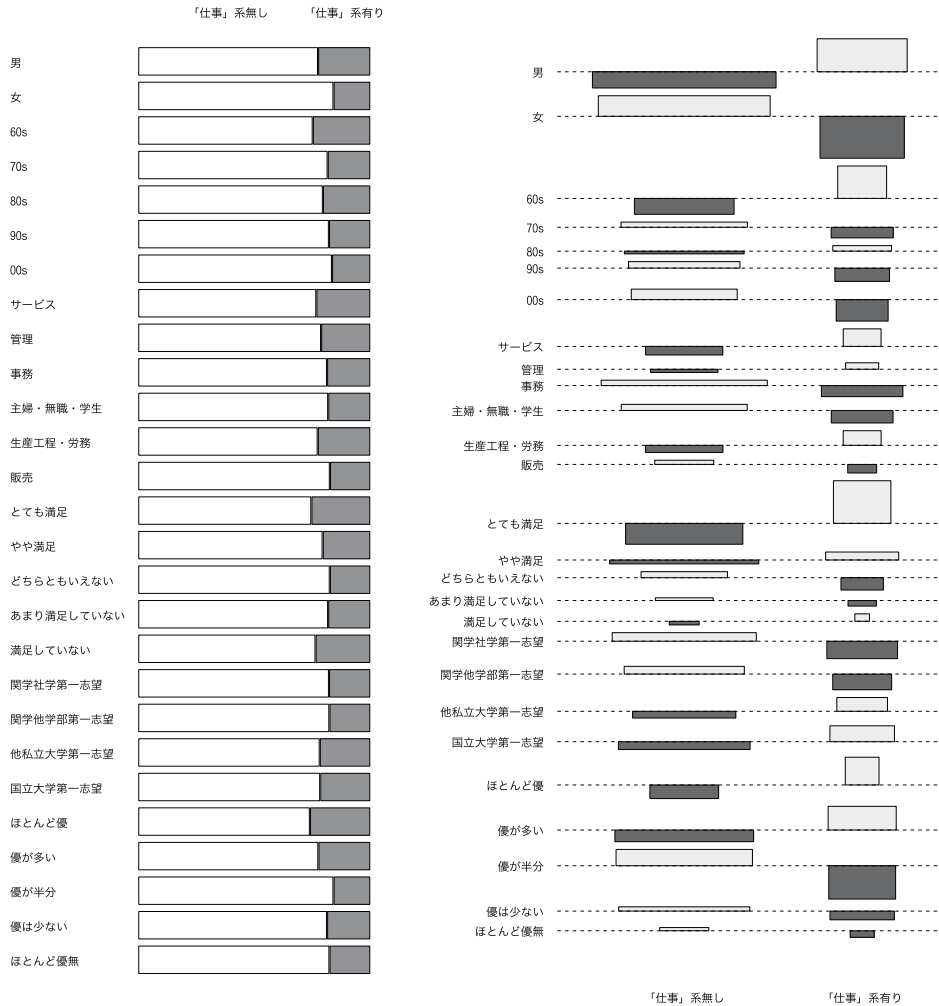 「仕事」系無し
「仕事」系有り
男
女
60s
70s
80s
90s
00s
サービス
管理
事務
主婦・無職・学生
生産工程・労務
販売
とても満足
やや満足
どちらともいえない
あまり満足していない
満足していない
関学社学第一志望
関学他学部第一志望
他私立大学第一志望
国立大学第一志望
ほとんど優
優が多い
優が半分
優は少ない
ほとんど優無
男
女
60s
70s
80s
90s
00s
サービス
管理
事務
主婦・無職・学生
生産工程・労務
販売
とても満足
やや満足
どちらともいえない
あまり満足していない
満足していない
関学社学第一志望
関学他学部第一志望
他私立大学第一志望
国立大学第一志望
ほとんど優
優が多い
優が半分
優は少ない
ほとんど優無
「仕事」系無し
「仕事」系有り